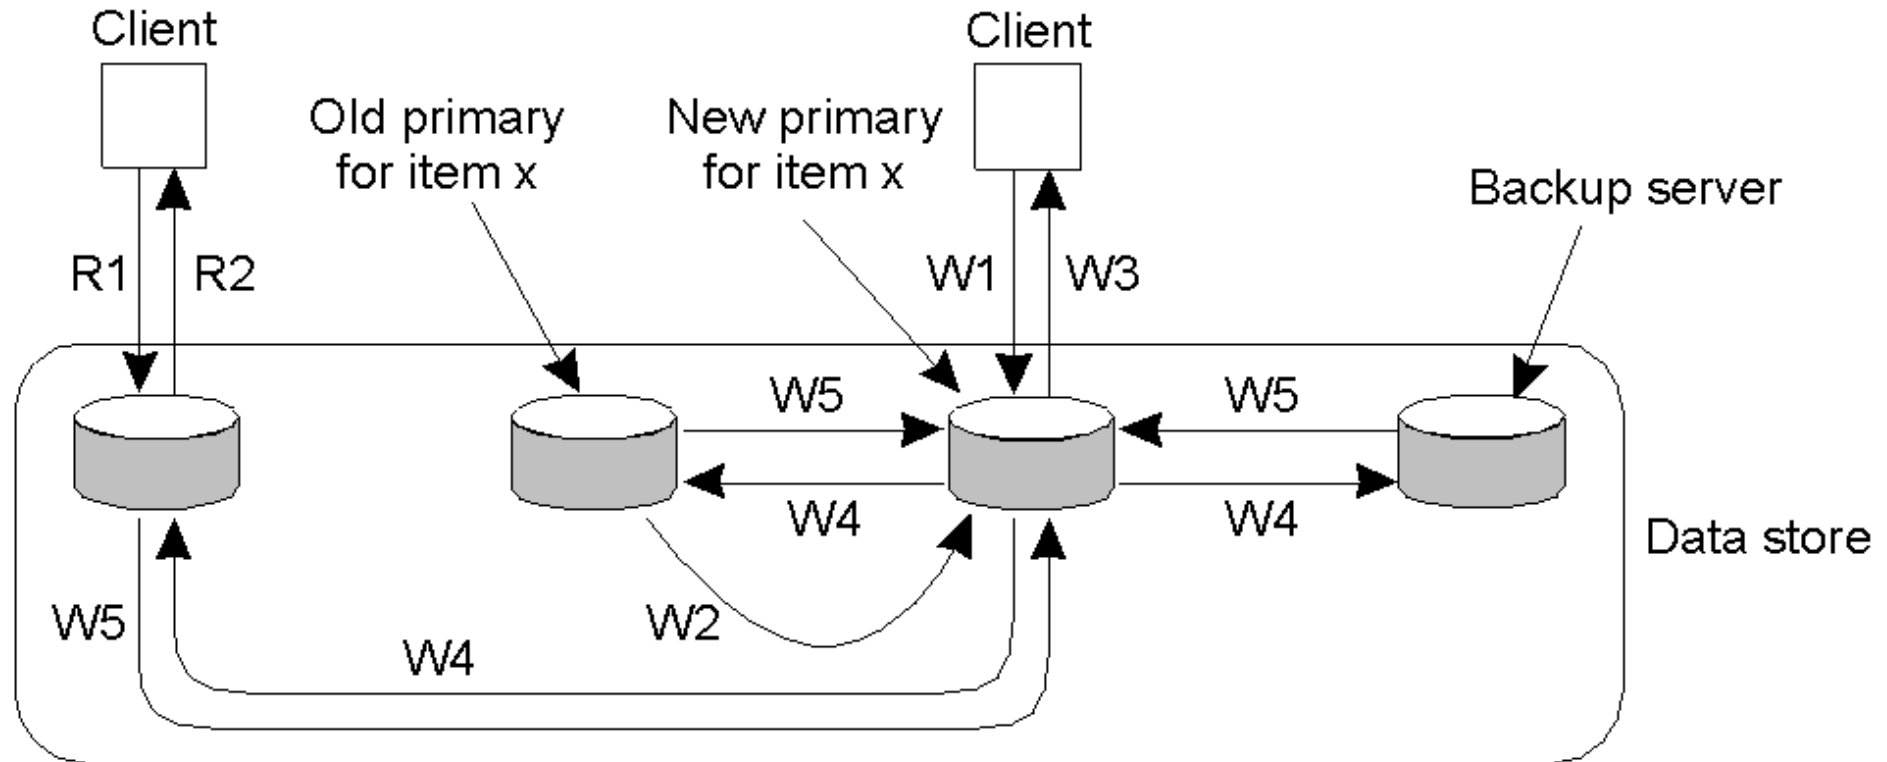 Client
Client
Old primary
for item x
New primary
for item x
Backup server
R1
R2
W1
W3
W5
W5
W4
W4
Data store
W5
W2
W4